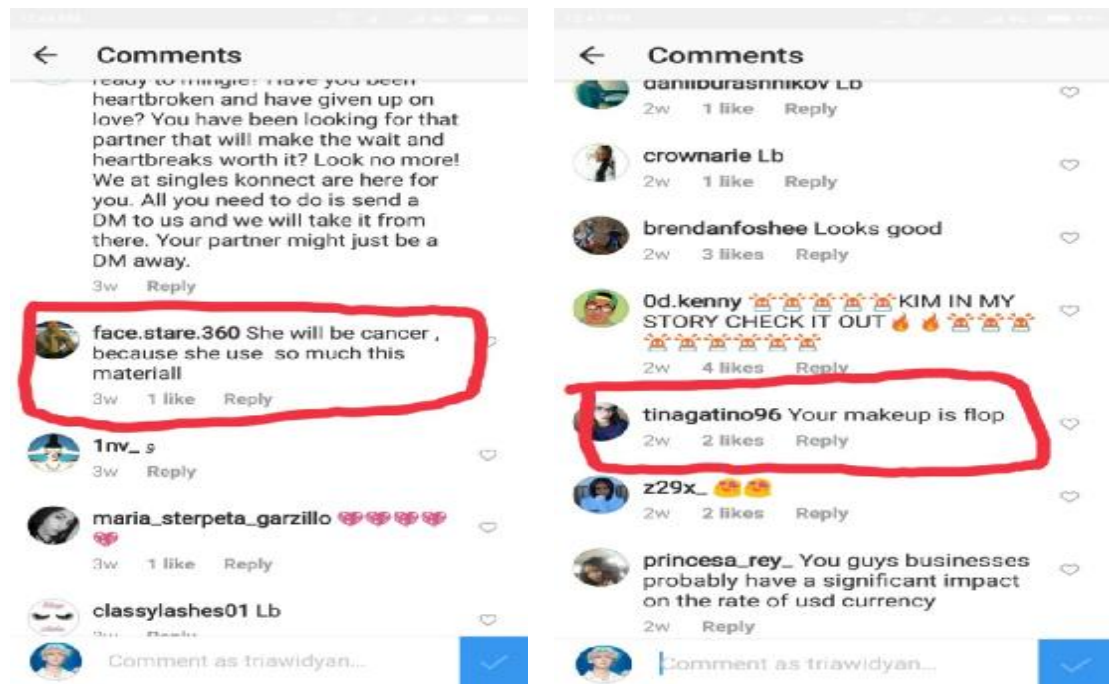 Comments
ready to mingle? Have you been
heartbroken and have given up on
love? You have been looking for that
partner that will make the wait and
heartbreaks worth it? Look no more!
We at singles konnect are here for
you. All you need to do is send a
DM to us and we will take it from
there. Your partner might just be a
DM away.
3w Reply
face.stare.360 She will be cancer ,
because she use so much this
materiall
3w 1 like Reply
1nv_ و
3w Reply
maria_sterpeta_garzillo 💖💖💖💖
💖
3w 1 like Reply
classylashes01 Lb
3w Reply
Comment as triawidyan...
Comments
daniilburashnikov Lb
2w 1 like Reply
crownarie Lb
2w 1 like Reply
brendanfoshee Looks good
2w 3 likes Reply
0d.kenny 🚨🚨🚨🚨🚨KIM IN MY
STORY CHECK IT OUT🔥🔥🚨🚨🚨
🚨🚨🚨🚨🚨🚨
2w 4 likes Reply
tinagatino96 Your makeup is flop
2w 2 likes Reply
z29x_ 😍😍
2w 2 likes Reply
princesa_rey_ You guys businesses
probably have a significant impact
on the rate of usd currency
2w Reply
Comment as triawidyan...